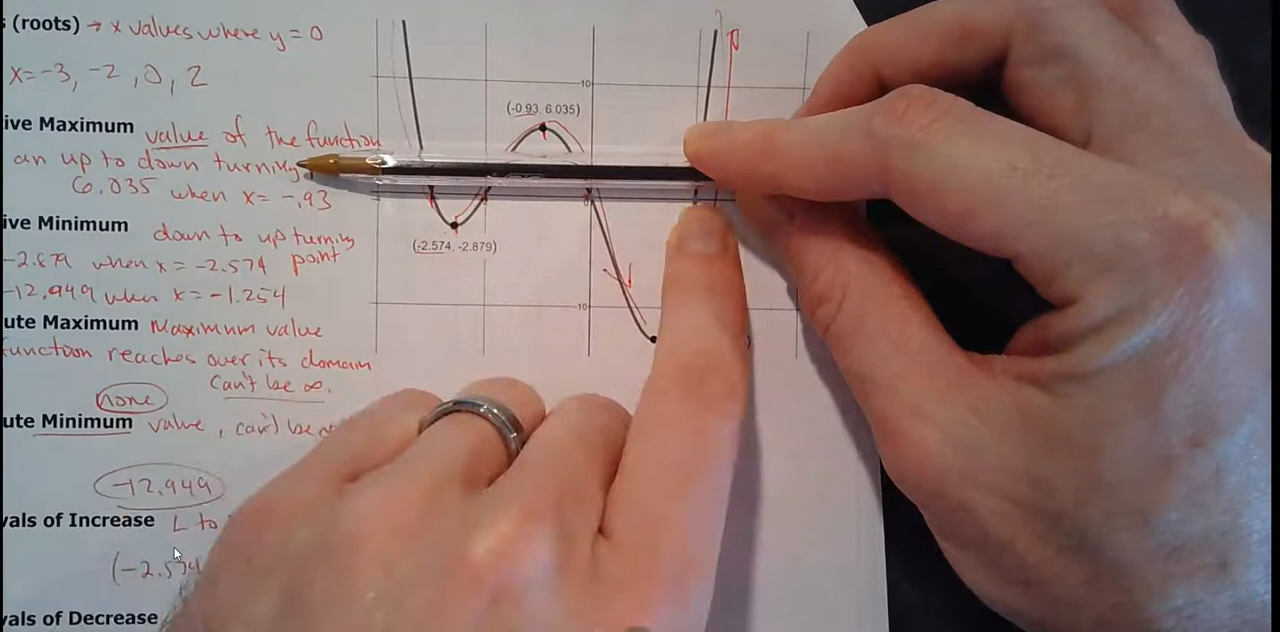 (roots) → x values where y = 0
x = -3, -2, 0, 2
ive Maximum value of the function
an up to down turning
6.035 when x = -.93
ive Minimum down to up turning
point
-2.879 when x = -2.574
-12.949 when x = -1.254
ute Maximum Maximum value
function reaches over its domain
can't be ∞.
none
ute Minimum value, can't be
-12.949
vals of Increase L to
(-2.574
vals of Decrease
10
(-0.93, 6.035)
(-2.574, -2.879)
-10